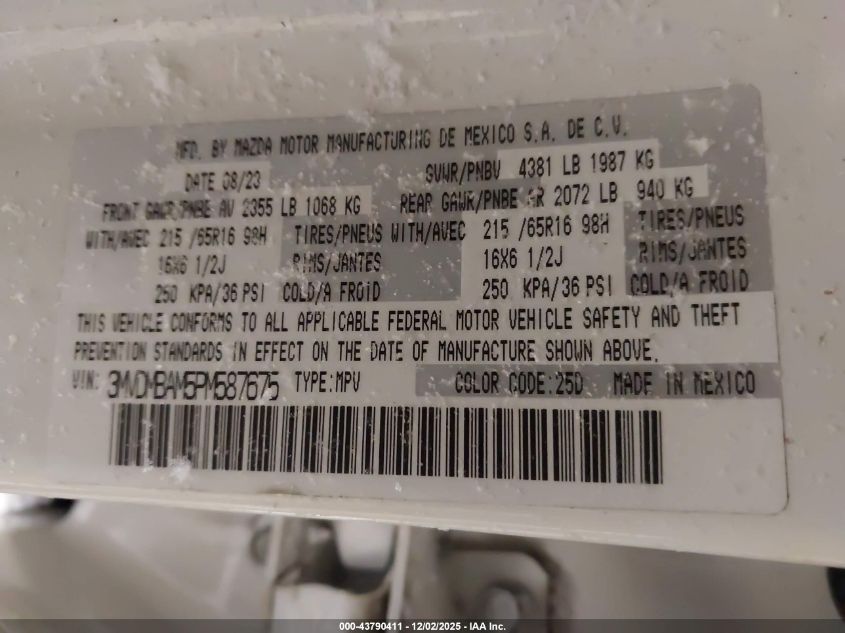 MFD. BY MAZDA MOTOR MANUFACTURING DE MEXICO S.A. DE C.V.
DATE 08/23 GVWR/PNBV 4381 LB 1987 KG
FRONT GAWR/PNBE AV 2355 LB 1068 KG REAR GAWR/PNBE AR 2072 LB 940 KG
WITH/AVEC 215 /65R16 98H TIRES/PNEUS WITH/AVEC 215 /65R16 98H TIRES/PNEUS
16X6 1/2J RIMS/JANTES 16X6 1/2J RIMS/JANTES
250 KPA/36 PSI COLD/A FROID 250 KPA/36 PSI COLD/A FROID
THIS VEHICLE CONFORMS TO ALL APPLICABLE FEDERAL MOTOR VEHICLE SAFETY AND THEFT
PREVENTION STANDARDS IN EFFECT ON THE DATE OF MANUFACTURE SHOWN ABOVE.
VIN: 3MVDMBAM5PM587675 TYPE:MPV COLOR CODE:25D MADE IN MEXICO
000-43790411 - 12/02/2025 - IAA Inc.